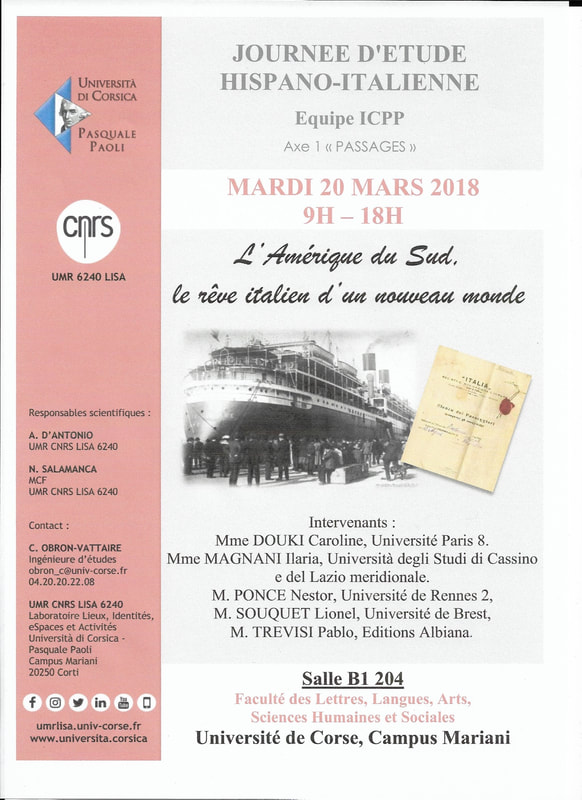 UNIVERSITÀ
DI CORSICA
PASQUALE
PAOLI
cnrs
UMR 6240 LISA
Responsables scientifiques :
A. D'ANTONIO
UMR CNRS LISA 6240
N. SALAMANCA
MCF
UMR CNRS LISA 6240
Contact :
C. OBRON-VATTAIRE
Ingénieure d'études
obron_c@univ-corse.fr
04.20.20.22.08
UMR CNRS LISA 6240
Laboratoire Lieux, Identités,
eSpaces et Activités
Università di Corsica -
Pasquale Paoli
Campus Mariani
20250 Corti
You
Tube
umrlisa.univ-corse.fr
www.universita.corsica
JOURNEE D'ETUDE
HISPANO-ITALIENNE
Equipe ICPP
Axe 1 « PASSAGES »
MARDI 20 MARS 2018
9H – 18H
L'Amérique du Sud,
le rêve italien d'un nouveau monde
"ITALIA
Intervenants :
Mme DOUKI Caroline, Université Paris 8.
Mme MAGNANI Ilaria, Università degli Studi di Cassino
e del Lazio meridionale.
M. PONCE Nestor, Université de Rennes 2,
M. SOUQUET Lionel, Université de Brest,
M. TREVISI Pablo, Editions Albiana.
Salle B1 204
Faculté des Lettres, Langues, Arts,
Sciences Humaines et Sociales
Université de Corse, Campus Mariani